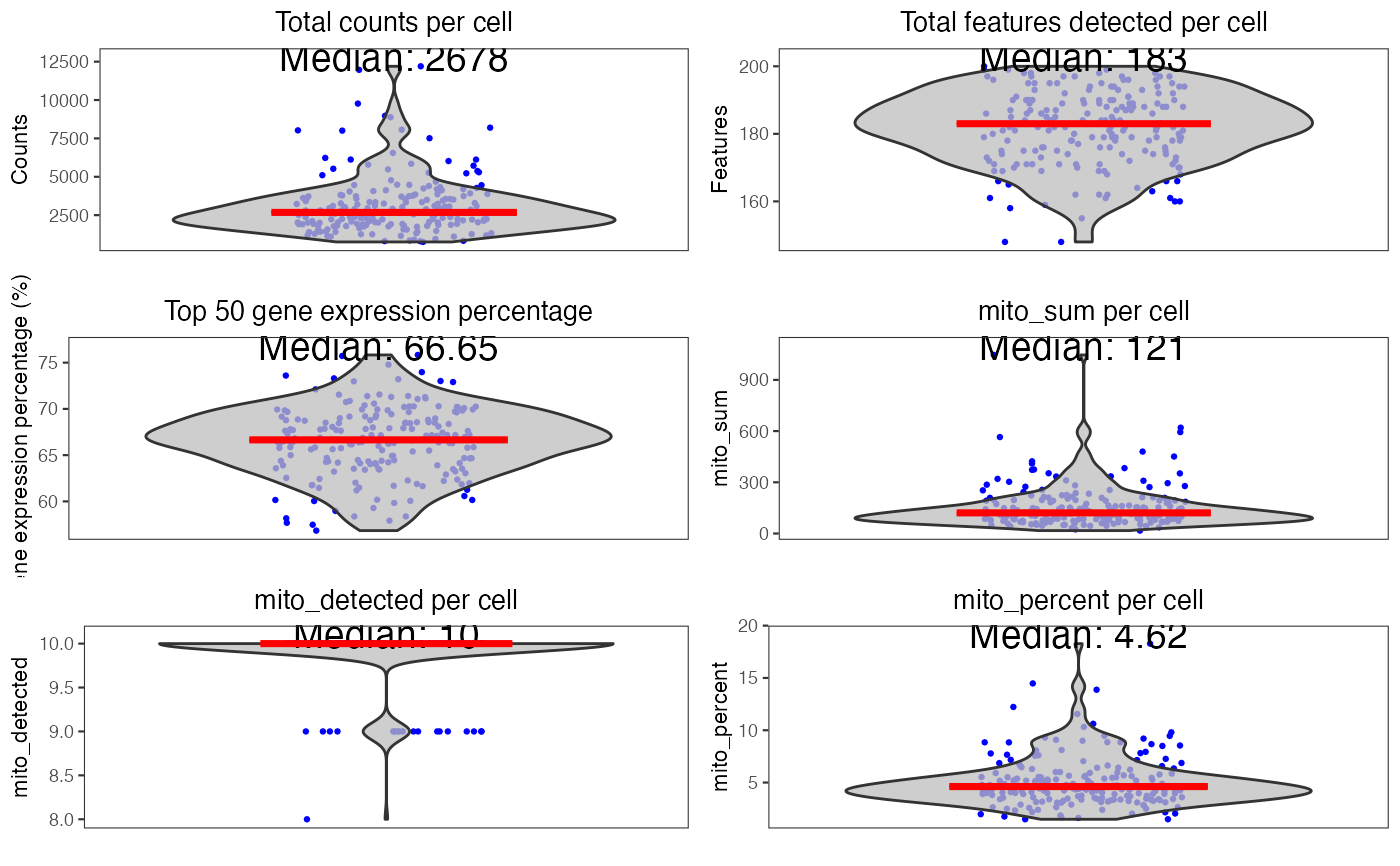 Total counts per cell
Median: 2678
Counts
12500
10000
7500
5000
2500
Total features detected per cell
Median: 183
Features
200
180
160
Top 50 gene expression percentage
Median: 66.65
ne expression percentage (%)
75
70
65
60
mito_sum per cell
Median: 121
mito_sum
900
600
300
0
mito_detected per cell
Median: 10
mito_detected
10.0
9.5
9.0
8.5
8.0
mito_percent per cell
Median: 4.62
mito_percent
20
15
10
5